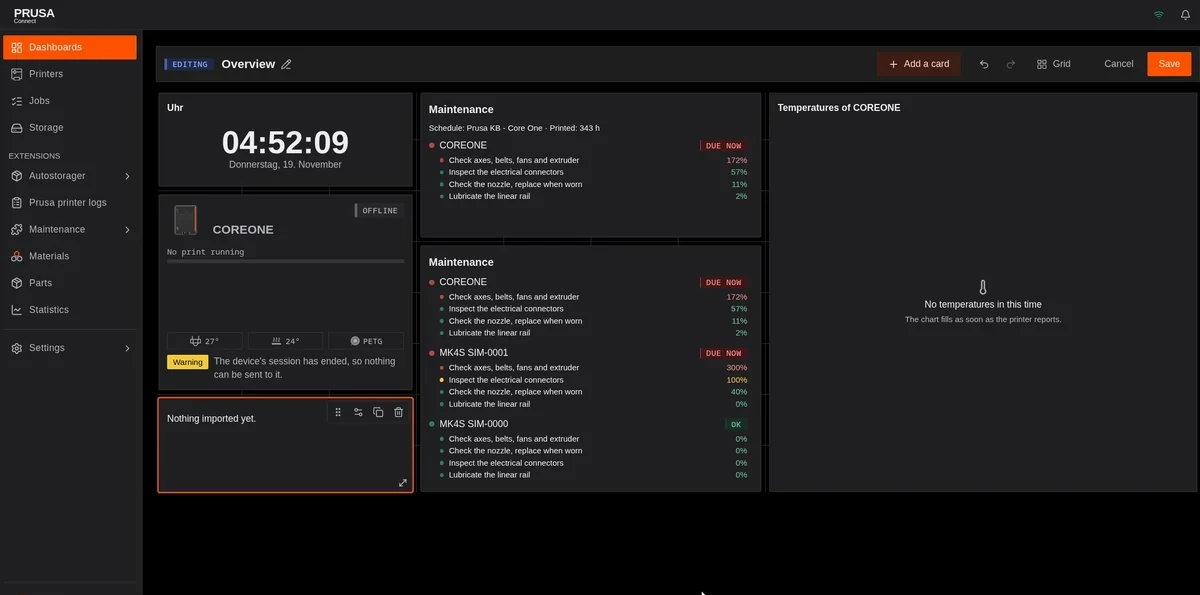 PRUSA
Connect
Dashboards
Printers
Jobs
Storage
EXTENSIONS
Autostorager
Prusa printer logs
Maintenance
Materials
Parts
Statistics
Settings
EDITING
Overview
Add a card
Grid
Cancel
Save
Uhr
04:52:09
Donnerstag, 19. November
OFFLINE
COREONE
No print running
27°
24°
PETG
Warning
The device's session has ended, so nothing
can be sent to it.
Nothing imported yet.
Maintenance
Schedule: Prusa KB - Core One · Printed: 343 h
COREONE DUE NOW
Check axes, belts, fans and extruder 172%
Inspect the electrical connectors 57%
Check the nozzle, replace when worn 11%
Lubricate the linear rail 2%
Maintenance
COREONE DUE NOW
Check axes, belts, fans and extruder 172%
Inspect the electrical connectors 57%
Check the nozzle, replace when worn 11%
Lubricate the linear rail 2%
MK4S SIM-0001 DUE NOW
Check axes, belts, fans and extruder 300%
Inspect the electrical connectors 100%
Check the nozzle, replace when worn 40%
Lubricate the linear rail 0%
MK4S SIM-0000 OK
Check axes, belts, fans and extruder 0%
Check the nozzle, replace when worn 0%
Inspect the electrical connectors 0%
Lubricate the linear rail 0%
Temperatures of COREONE
No temperatures in this time
The chart fills as soon as the printer reports.